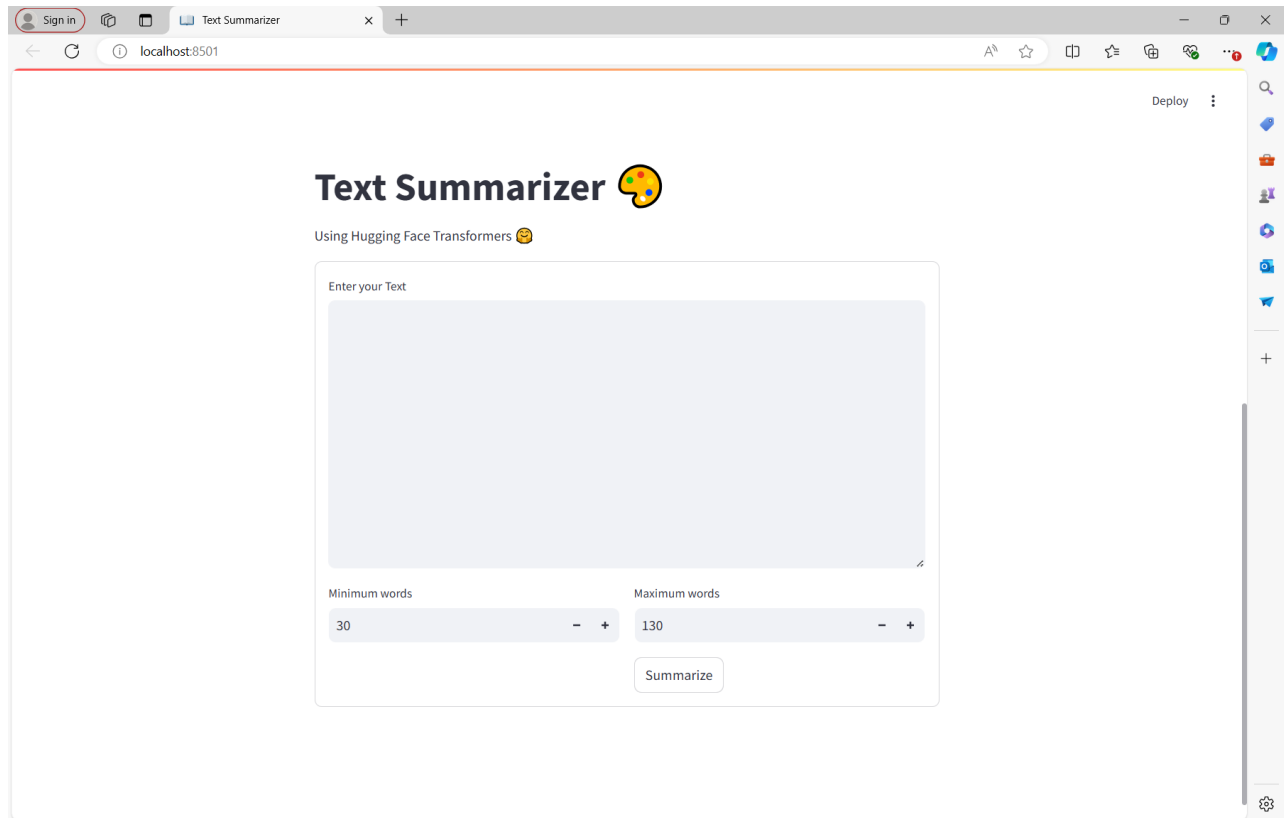 Sign in
Text Summarizer
localhost:8501
Deploy
Text Summarizer 🎨
Using Hugging Face Transformers 🤗
Enter your Text
Minimum words Maximum words
30 130
Summarize